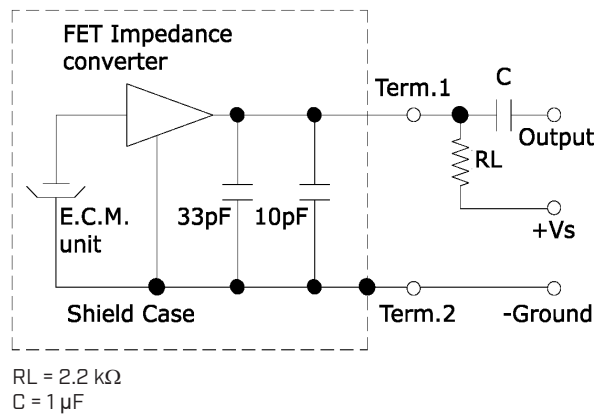 FET Impedance
converter
Term.1
C
Output
RL
+Vs
E.C.M.
unit
33pF
10pF
Shield Case
Term.2
-Ground
RL = 2.2 kΩ
C = 1 µF